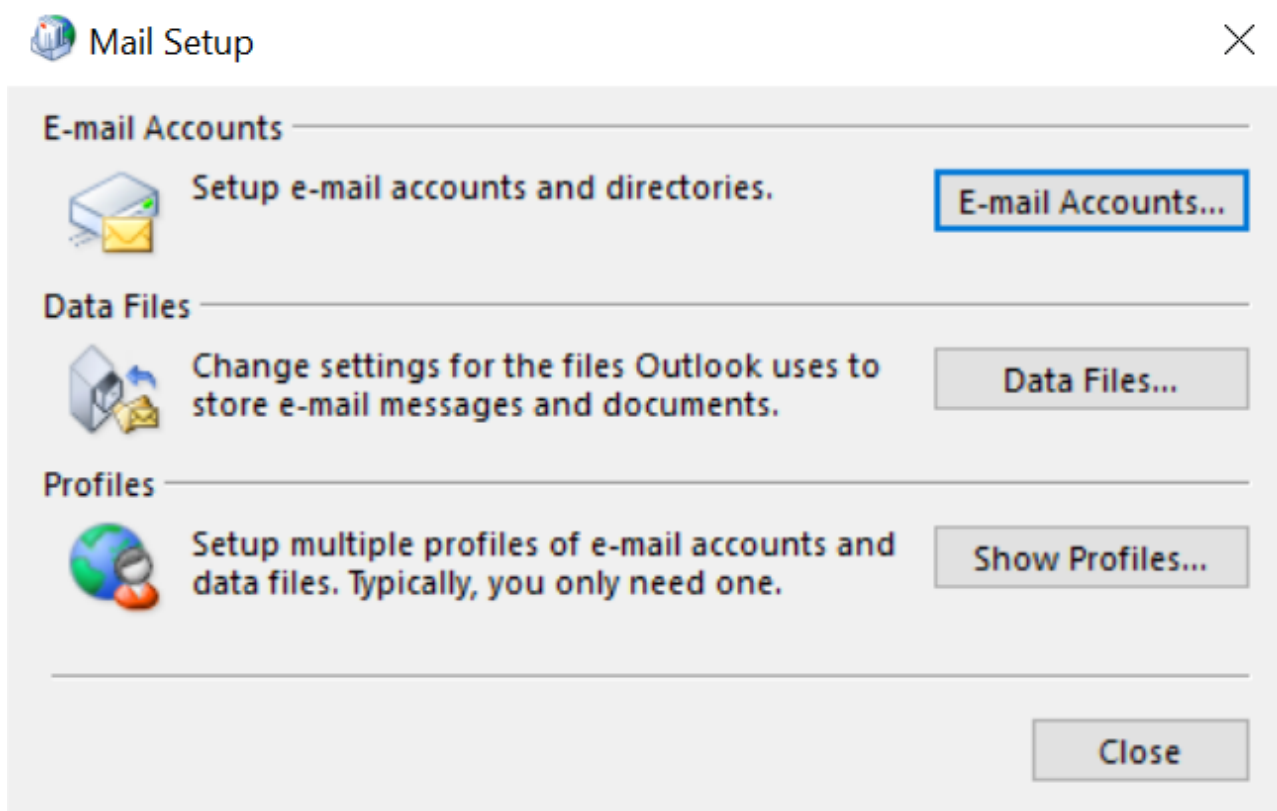 Mail Setup
E-mail Accounts
Setup e-mail accounts and directories.
E-mail Accounts...
Data Files
Change settings for the files Outlook uses to
store e-mail messages and documents.
Data Files...
Profiles
Setup multiple profiles of e-mail accounts and
data files. Typically, you only need one.
Show Profiles...
Close